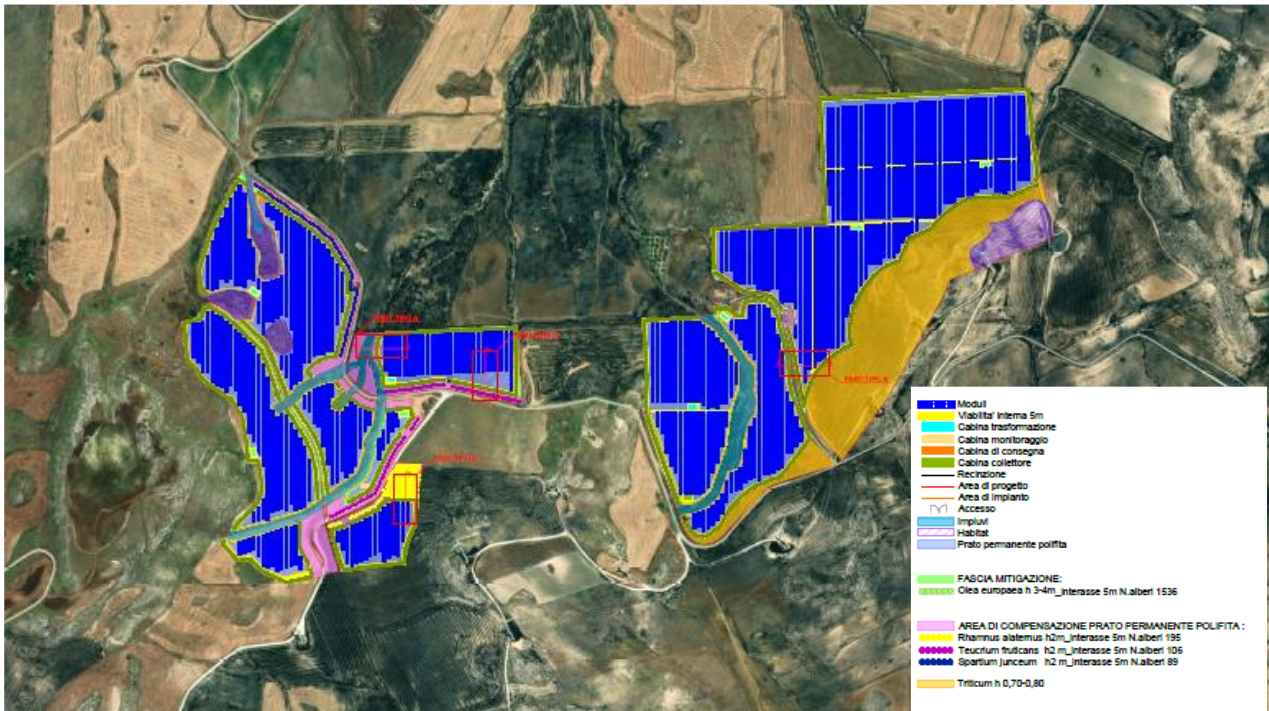 Moduli
Viabilita' interna 5m
Cabina trasformazione
Cabina monitoraggio
Cabina di consegna
Cabina collettore
Recinzione
Area di progetto
Area di impianto
Accesso
Impluvi
Habitat
Prato permanente polifita
FASCIA MITIGAZIONE:
Olea europaea h 3-4m_interasse 5m N.alberi 1536
AREA DI COMPENSAZIONE PRATO PERMANENTE POLIFITA :
Rhamnus alaternus h2m_interasse 5m N.alberi 195
Teucrium fruticans h2 m_interasse 5m N.alberi 106
Spartium junceum h2 m_interasse 5m N.alberi 89
Triticum h 0,70-0,80